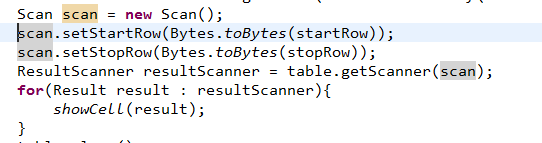 Scan scan = new Scan();
scan.setStartRow(Bytes.toBytes(startRow));
scan.setStopRow(Bytes.toBytes(stopRow));
ResultScanner resultScanner = table.getScanner(scan);
for(Result result : resultScanner){
    showCell(result);
}